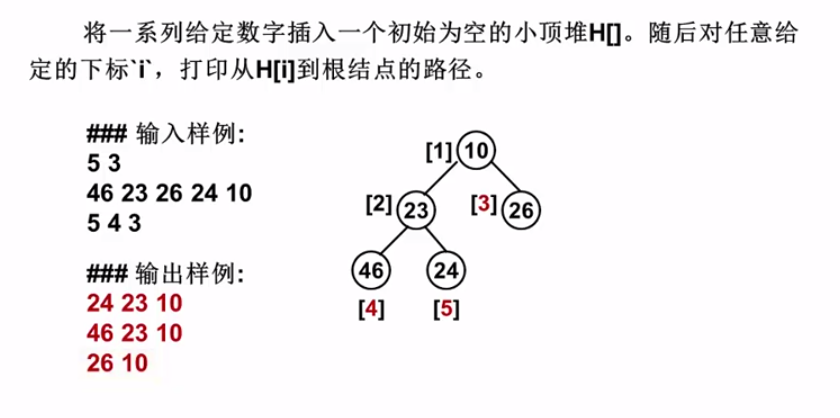 将一系列给定数字插入一个初始为空的小顶堆H[]。随后对任意给
定的下标`i`，打印从H[i]到根结点的路径。
### 输入样例:
5 3
46 23 26 24 10
5 4 3
### 输出样例:
24 23 10
46 23 10
26 10
[1] 10
[2] 23 [3] 26
46 24
[4] [5]